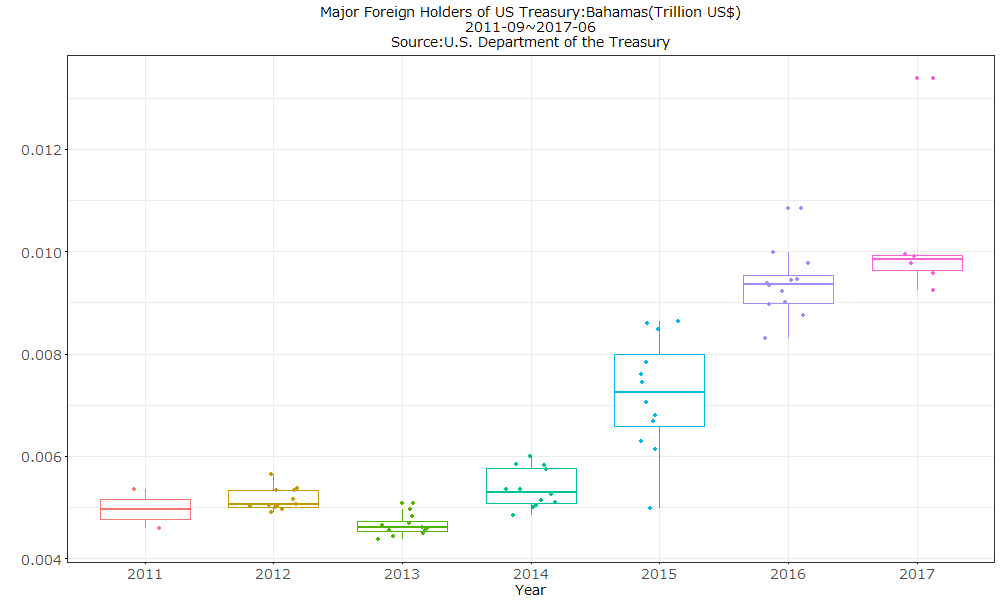 Major Foreign Holders of US Treasury:Bahamas(Trillion US$)
2011-09~2017-06
Source:U.S. Department of the Treasury
0.012
0.010
0.008
0.006
0.004
2011 2012 2013 2014 2015 2016 2017
Year